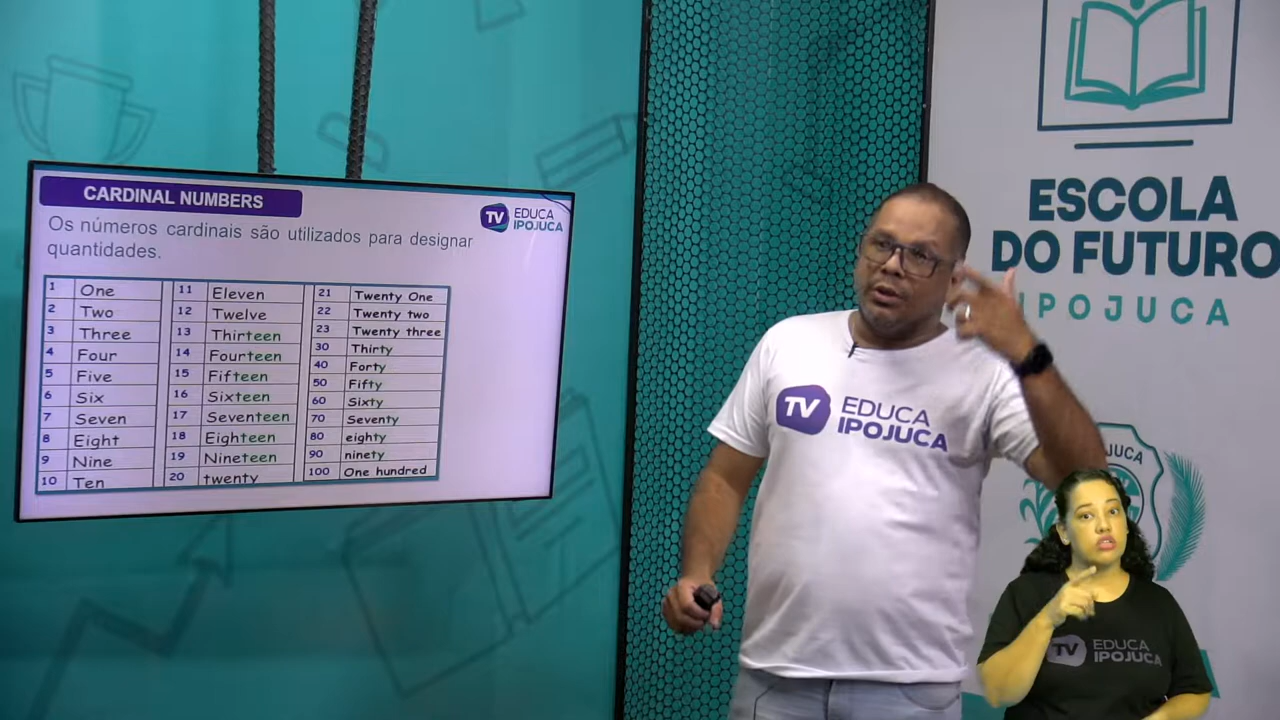 CARDINAL NUMBERS
TV EDUCA
IPOJUCA
Os números cardinais são utilizados para designar
quantidades.
1 One 11 Eleven 21 Twenty One
2 Two 12 Twelve 22 Twenty two
3 Three 13 Thirteen 23 Twenty three
4 Four 14 Fourteen 30 Thirty
5 Five 15 Fifteen 40 Forty
6 Six 16 Sixteen 50 Fifty
7 Seven 17 Seventeen 60 Sixty
8 Eight 18 Eighteen 70 Seventy
9 Nine 19 Nineteen 80 eighty
10 Ten 20 twenty 90 ninety
100 One hundred
TV EDUCA
IPOJUCA
ESCOLA
DO FUTURO
IPOJUCA
JUCA
TV EDUCA
IPOJUCA